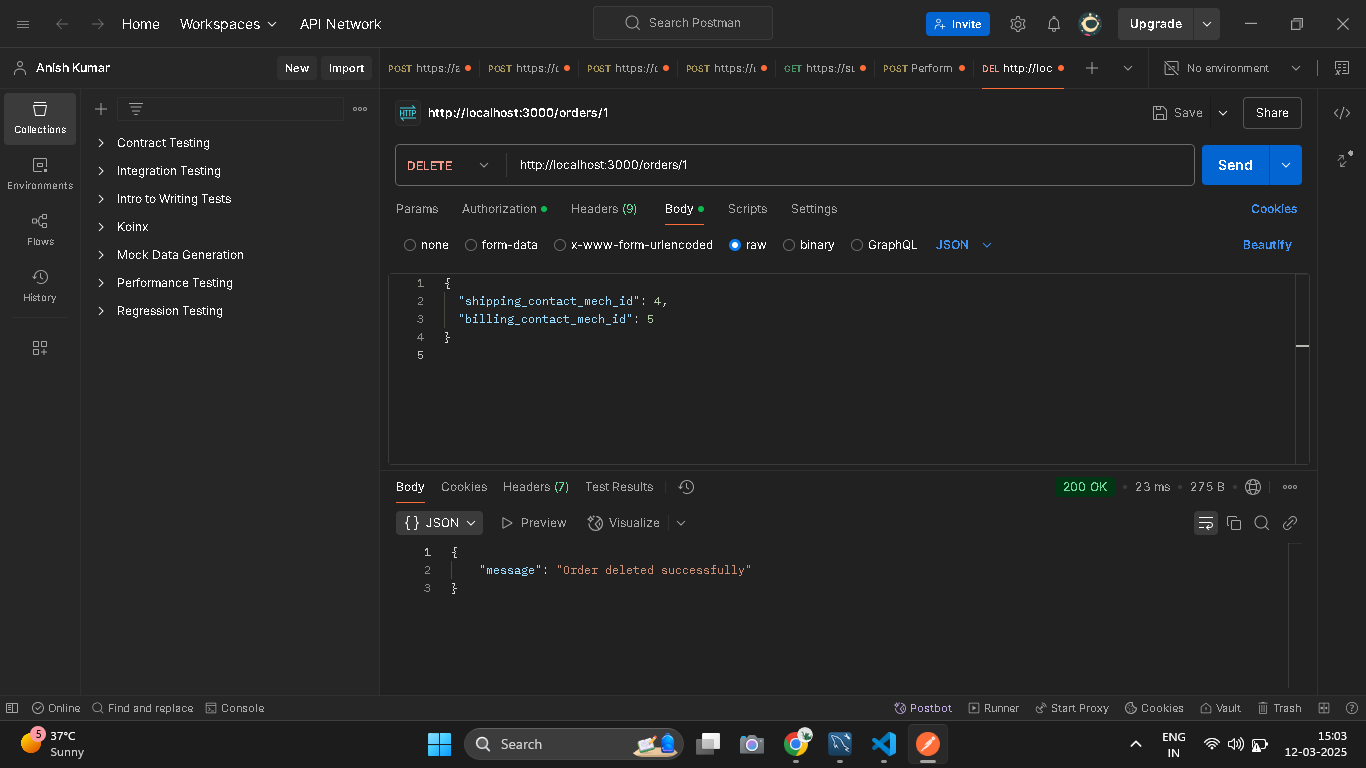 Home Workspaces API Network Search Postman Invite Upgrade
Anish Kumar New Import POST https://a POST https://c POST https://c POST https://i GET https://st POST Perform DEL http://loc No environment
HTTP http://localhost:3000/orders/1 Save Share
Collections
Environments
Flows
History
Contract Testing
Integration Testing
Intro to Writing Tests
Koinx
Mock Data Generation
Performance Testing
Regression Testing
DELETE http://localhost:3000/orders/1 Send
Params Authorization Headers (9) Body Scripts Settings Cookies
none form-data x-www-form-urlencoded raw binary GraphQL JSON Beautify
1 {
2 "shipping_contact_mech_id": 4,
3 "billing_contact_mech_id": 5
4 }
5
Body Cookies Headers (7) Test Results 200 OK • 23 ms • 275 B
{} JSON Preview Visualize
1 {
2 "message": "Order deleted successfully"
3 }
Online Find and replace Console Postbot Runner Start Proxy Cookies Vault Trash
5 37°C
Sunny
Search
ENG
IN
15:03
12-03-2025